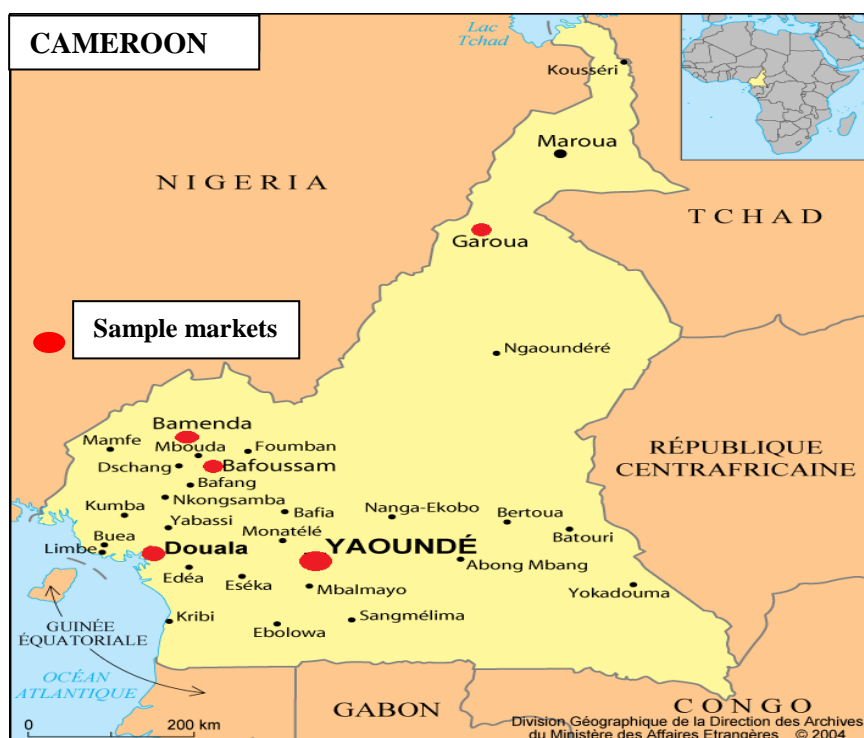 CAMEROON
Lac
Tchad
Kousséri
Maroua
NIGERIA
TCHAD
Garoua
Sample markets
Ngaoundéré
Bamenda
Mamfe
Mbouda
Foumban
Dschang
Bafoussam
Bafang
RÉPUBLIQUE
CENTRAFRICAINE
Kumba
Nkongsamba
Bafia
Nanga-Ekobo
Bertoua
Yabassi
Monatélé
Batouri
Buea
Limbe
Douala
YAOUNDÉ
Abong Mbang
Edéa
Eséka
Mbalmayo
Yokadouma
Kribi
Ebolowa
Sangmélima
GUINÉE
ÉQUATORIALE
OCÉAN
ATLANTIQUE
0
200 km
GABON
CONGO
Division Géographique de la Direction des Archives
du Ministère des Affaires Etrangères © 2004